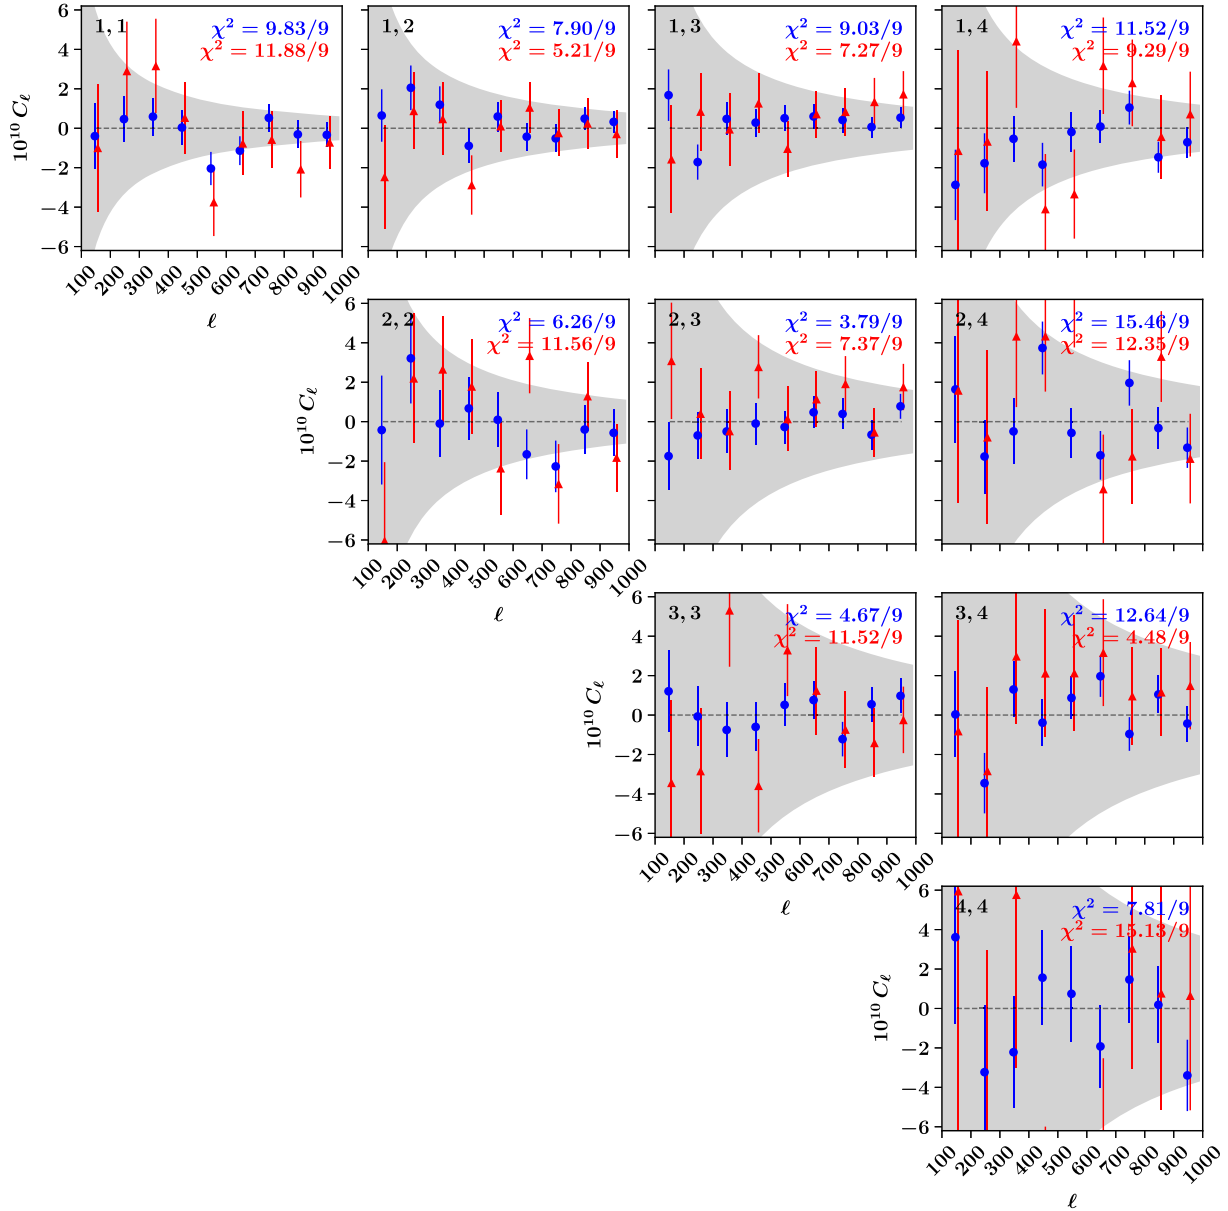 1, 1
χ² = 9.83/9
χ² = 11.88/9
1, 2
χ² = 7.90/9
χ² = 5.21/9
1, 3
χ² = 9.03/9
χ² = 7.27/9
1, 4
χ² = 11.52/9
χ² = 9.29/9
6
4
2
0
−2
−4
−6
10¹⁰ Cℓ
100 200 300 400 500 600 700 800 900 1000
ℓ
2, 2
χ² = 6.26/9
χ² = 11.56/9
2, 3
χ² = 3.79/9
χ² = 7.37/9
2, 4
χ² = 15.46/9
χ² = 12.35/9
6
4
2
0
−2
−4
−6
10¹⁰ Cℓ
100 200 300 400 500 600 700 800 900 1000
ℓ
3, 3
χ² = 4.67/9
χ² = 11.52/9
3, 4
χ² = 12.64/9
χ² = 4.48/9
6
4
2
0
−2
−4
−6
10¹⁰ Cℓ
100 200 300 400 500 600 700 800 900 1000
ℓ
4, 4
χ² = 7.81/9
χ² = 15.13/9
6
4
2
0
−2
−4
−6
10¹⁰ Cℓ
100 200 300 400 500 600 700 800 900 1000
ℓ